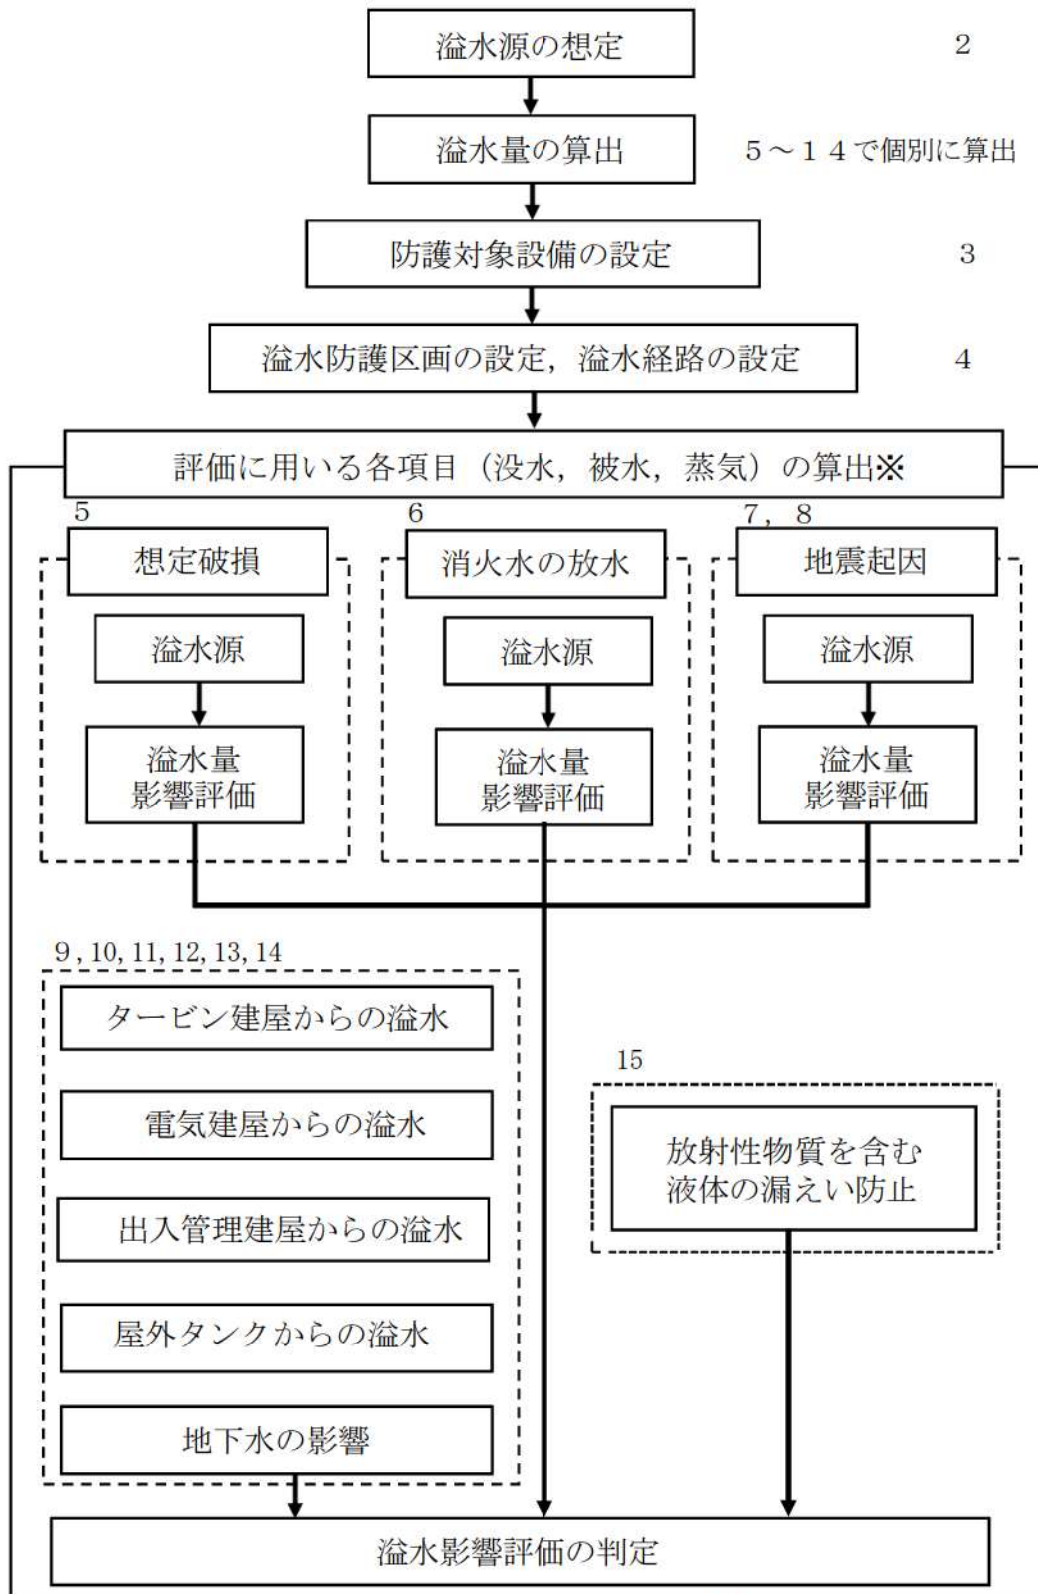 溢水源の想定
2
溢水量の算出
5～14で個別に算出
防護対象設備の設定
3
溢水防護区画の設定，溢水経路の設定
4
評価に用いる各項目（没水，被水，蒸気）の算出※
5
想定破損
溢水源
溢水量
影響評価
6
消火水の放水
溢水源
溢水量
影響評価
7，8
地震起因
溢水源
溢水量
影響評価
9,10,11,12,13,14
タービン建屋からの溢水
電気建屋からの溢水
出入管理建屋からの溢水
屋外タンクからの溢水
地下水の影響
15
放射性物質を含む
液体の漏えい防止
溢水影響評価の判定